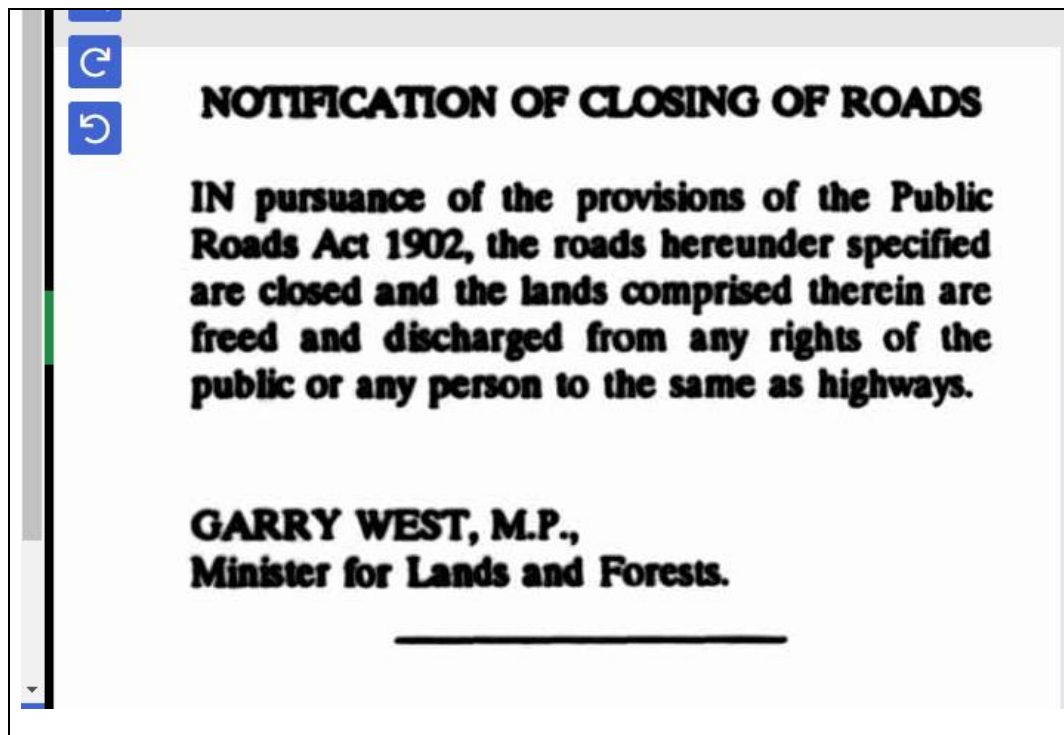 NOTIFICATION OF CLOSING OF ROADS
IN pursuance of the provisions of the Public
Roads Act 1902, the roads hereunder specified
are closed and the lands comprised therein are
freed and discharged from any rights of the
public or any person to the same as highways.
GARRY WEST, M.P.,
Minister for Lands and Forests.